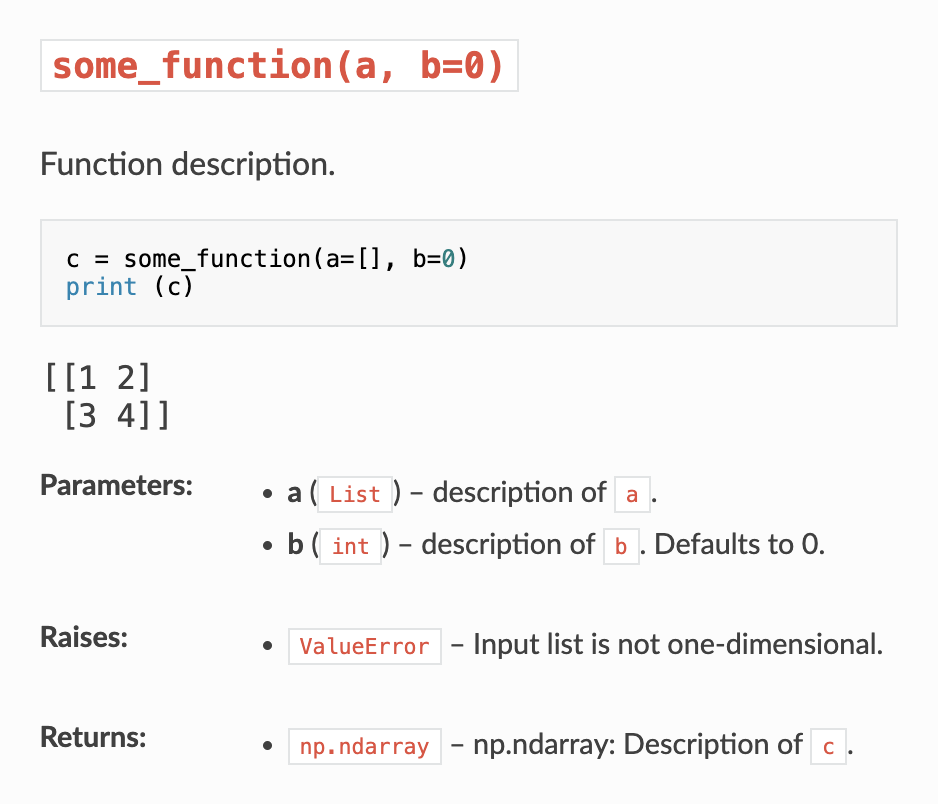 some_function(a, b=0)
Function description.
c = some_function(a=[], b=0)
print (c)
[[1 2]
 [3 4]]
Parameters:
• a (List) – description of a.
• b (int) – description of b. Defaults to 0.
Raises:
• ValueError – Input list is not one-dimensional.
Returns:
• np.ndarray – np.ndarray: Description of c.